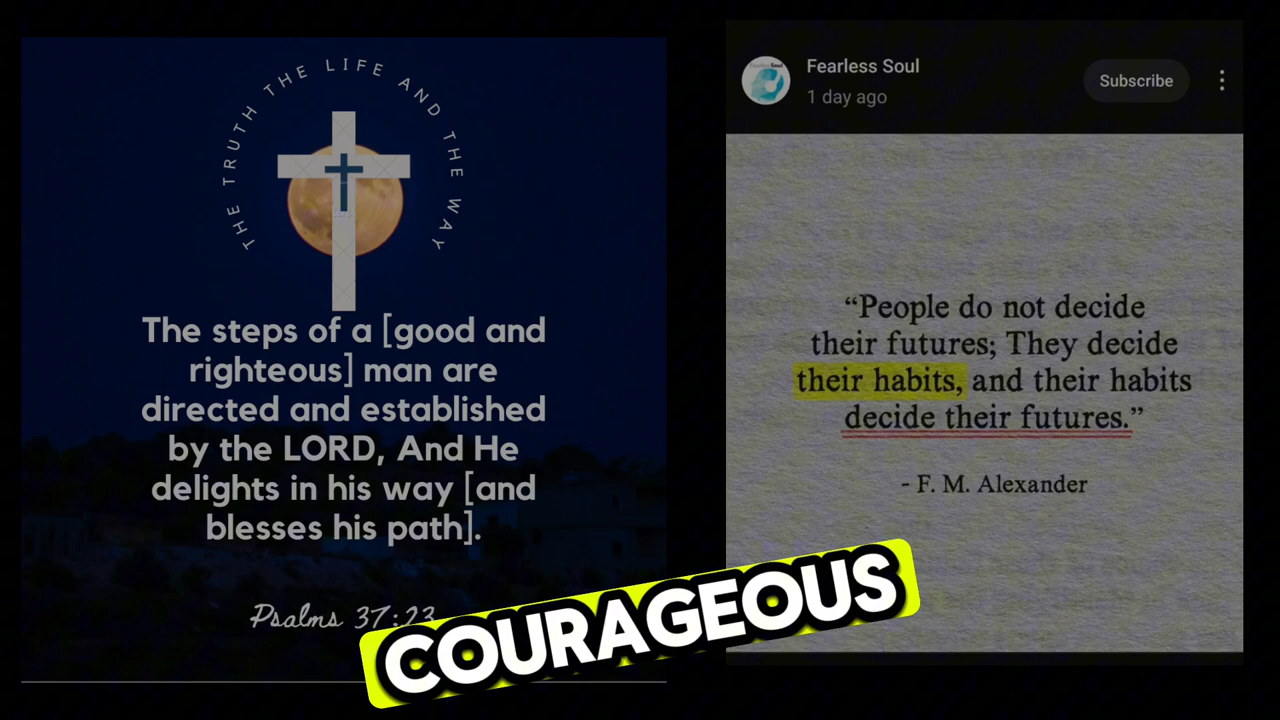 THE TRUTH THE LIFE AND THE WAY
The steps of a [good and
righteous] man are
directed and established
by the LORD, And He
delights in his way [and
blesses his path].
Psalms 37:23
Fearless Soul
Subscribe
1 day ago
“People do not decide
their futures; They decide
their habits, and their habits
decide their futures.”
- F. M. Alexander
COURAGEOUS